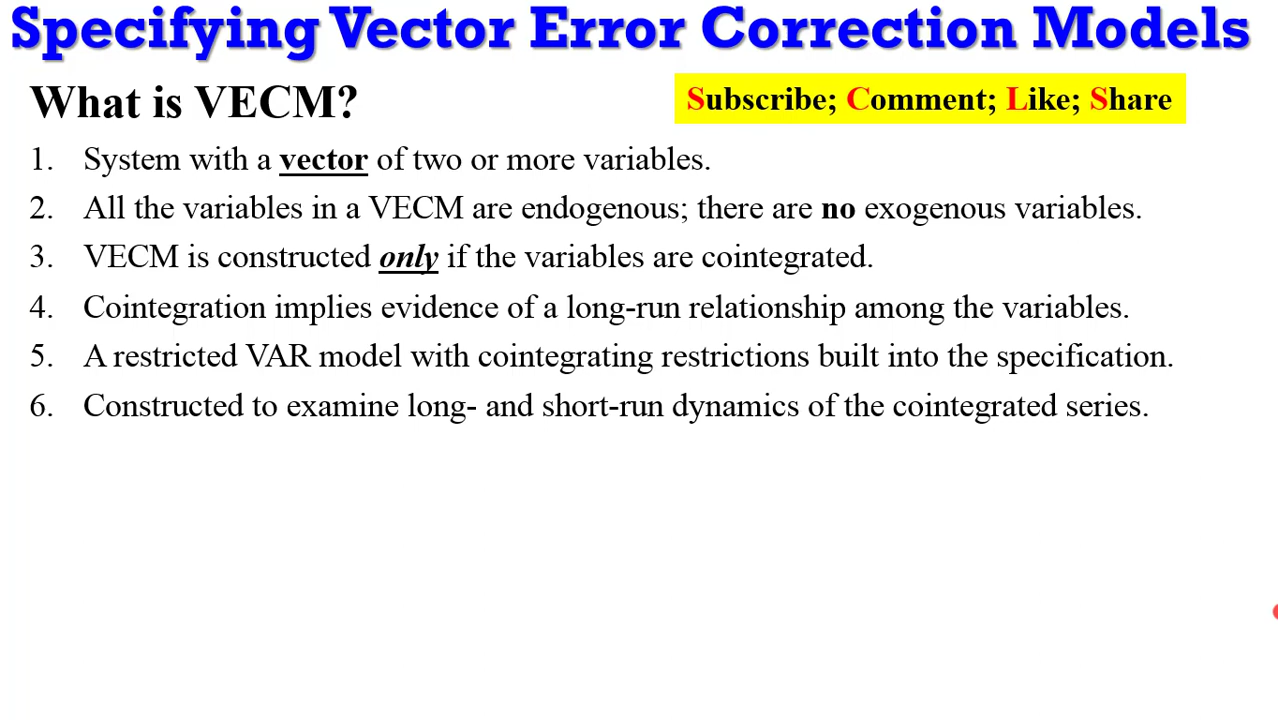 Specifying Vector Error Correction Models
What is VECM?
Subscribe; Comment; Like; Share
1. System with a vector of two or more variables.
2. All the variables in a VECM are endogenous; there are no exogenous variables.
3. VECM is constructed only if the variables are cointegrated.
4. Cointegration implies evidence of a long-run relationship among the variables.
5. A restricted VAR model with cointegrating restrictions built into the specification.
6. Constructed to examine long- and short-run dynamics of the cointegrated series.